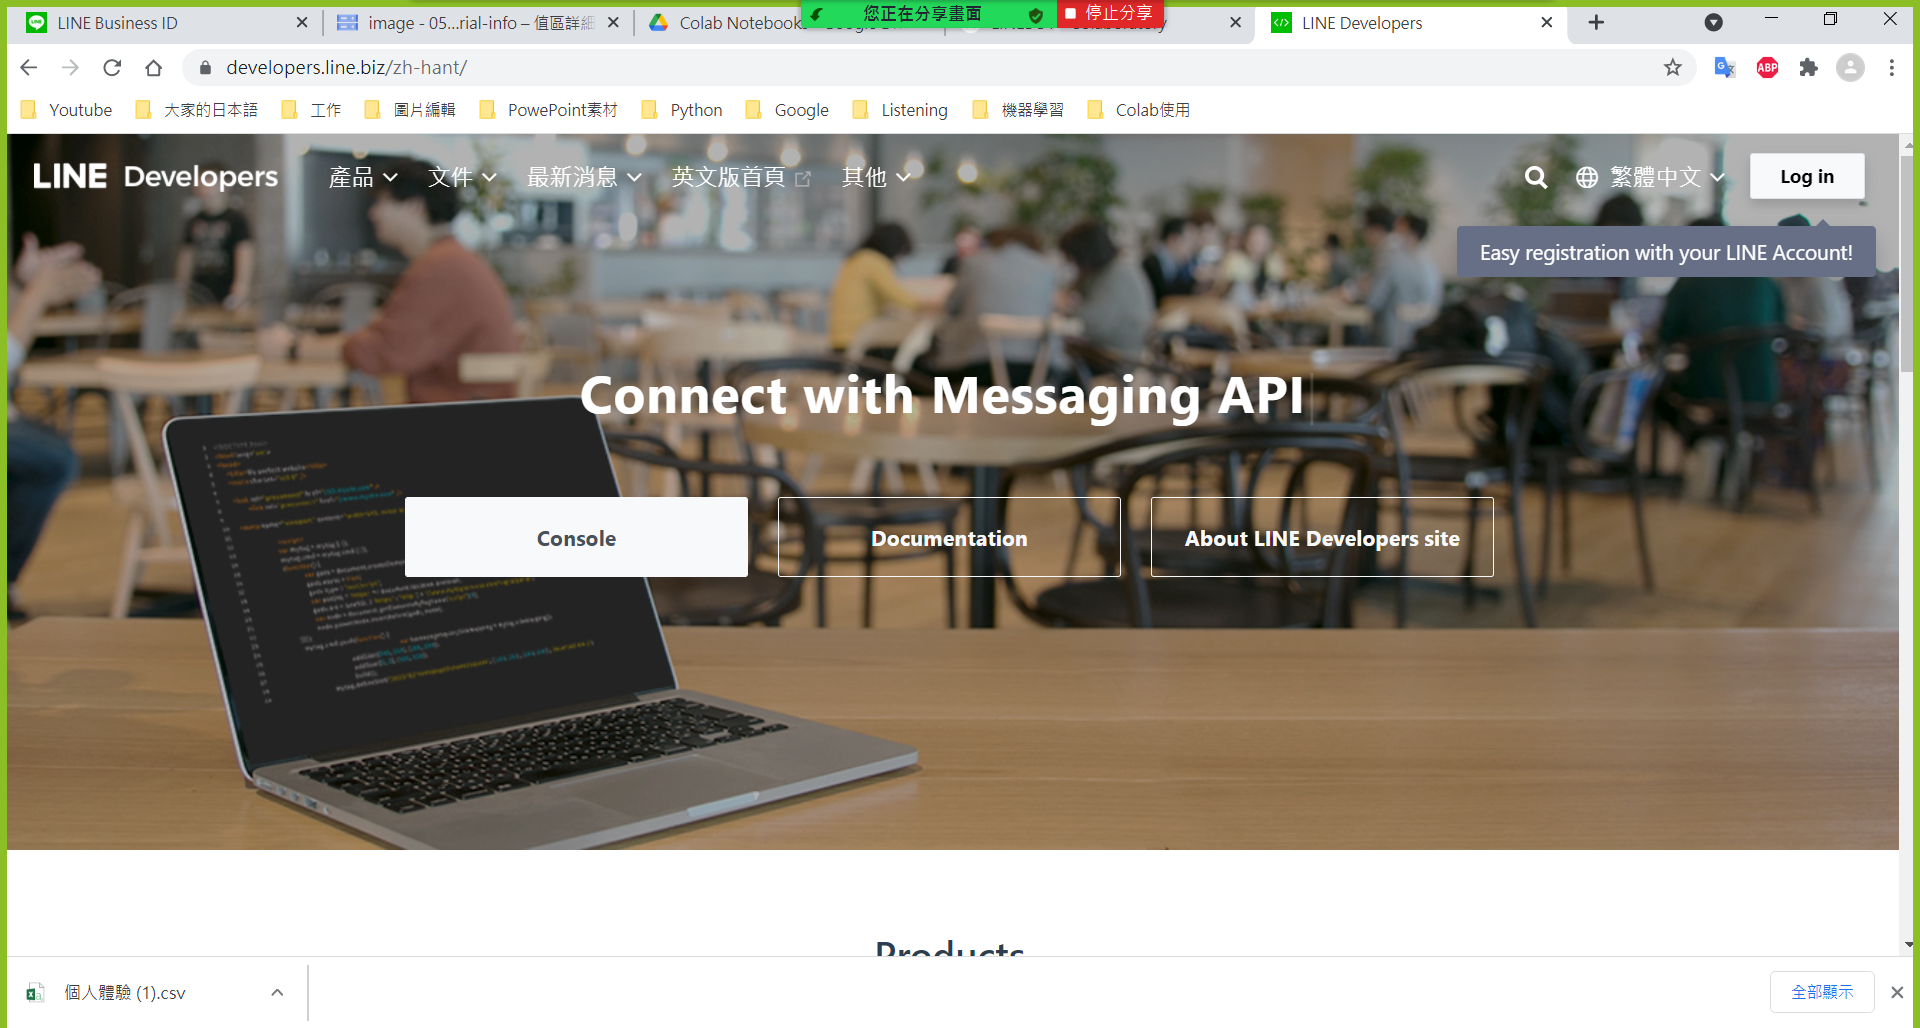 LINE Business ID
image - 05...rial-info – 值區詳細
Colab Notebook
您正在分享畫面
停止分享
LINE Developers
developers.line.biz/zh-hant/
Youtube
大家的日本語
工作
圖片編輯
PowePoint素材
Python
Google
Listening
機器學習
Colab使用
LINE Developers
產品
文件
最新消息
英文版首頁
其他
繁體中文
Log in
Easy registration with your LINE Account!
Connect with Messaging API
Console
Documentation
About LINE Developers site
Products
個人體驗 (1).csv
全部顯示
ABP